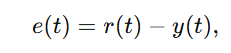 e(t) = r(t) − y(t),